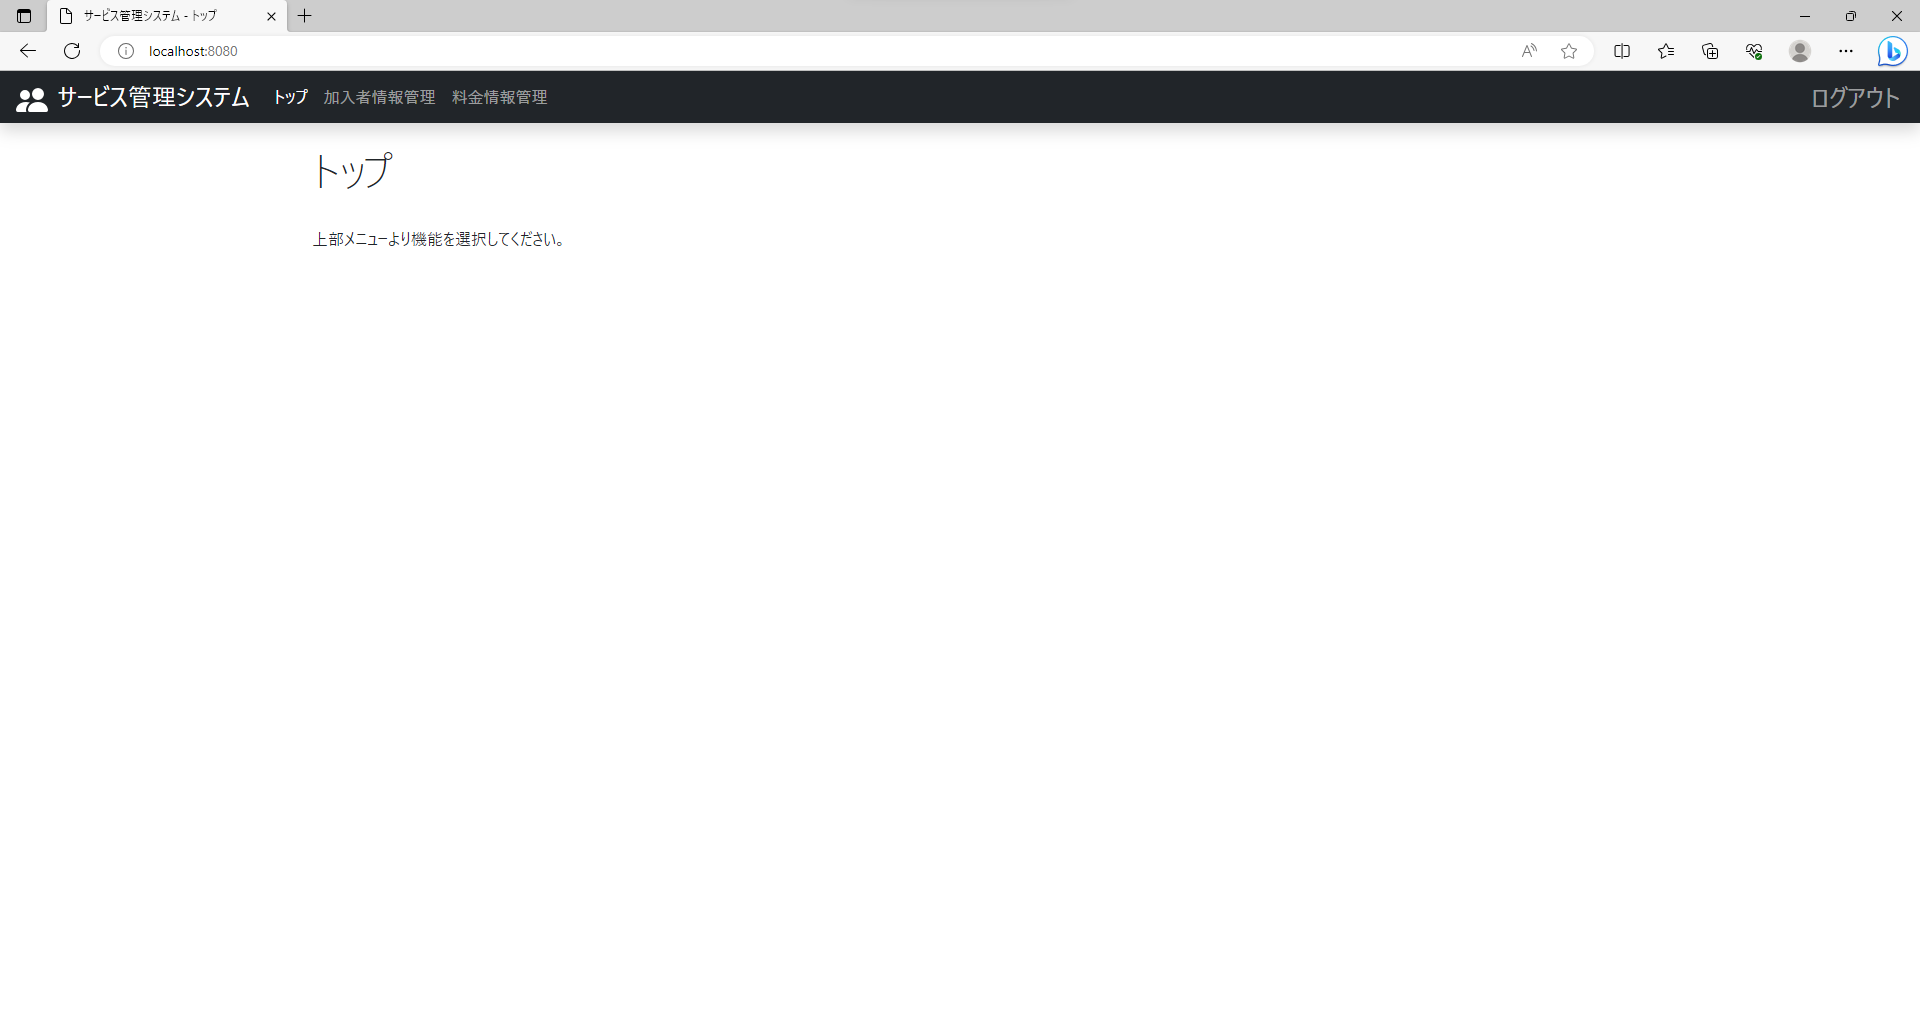 サービス管理システム - トップ
localhost:8080
サービス管理システム トップ 加入者情報管理 料金情報管理 ログアウト
トップ
上部メニューより機能を選択してください。